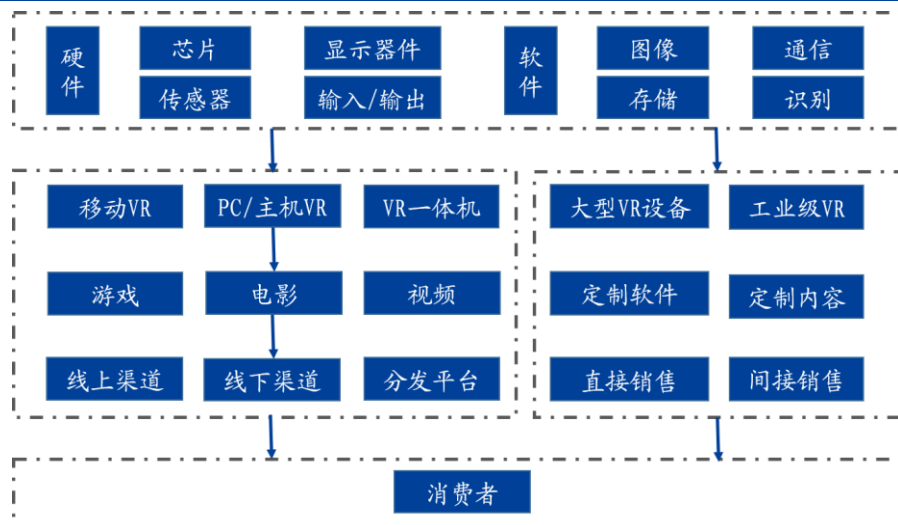 硬件
芯片
显示器件
软件
图像
通信
传感器
输入/输出
存储
识别
移动VR
PC/主机VR
VR一体机
大型VR设备
工业级VR
游戏
电影
视频
定制软件
定制内容
线上渠道
线下渠道
分发平台
直接销售
间接销售
消费者